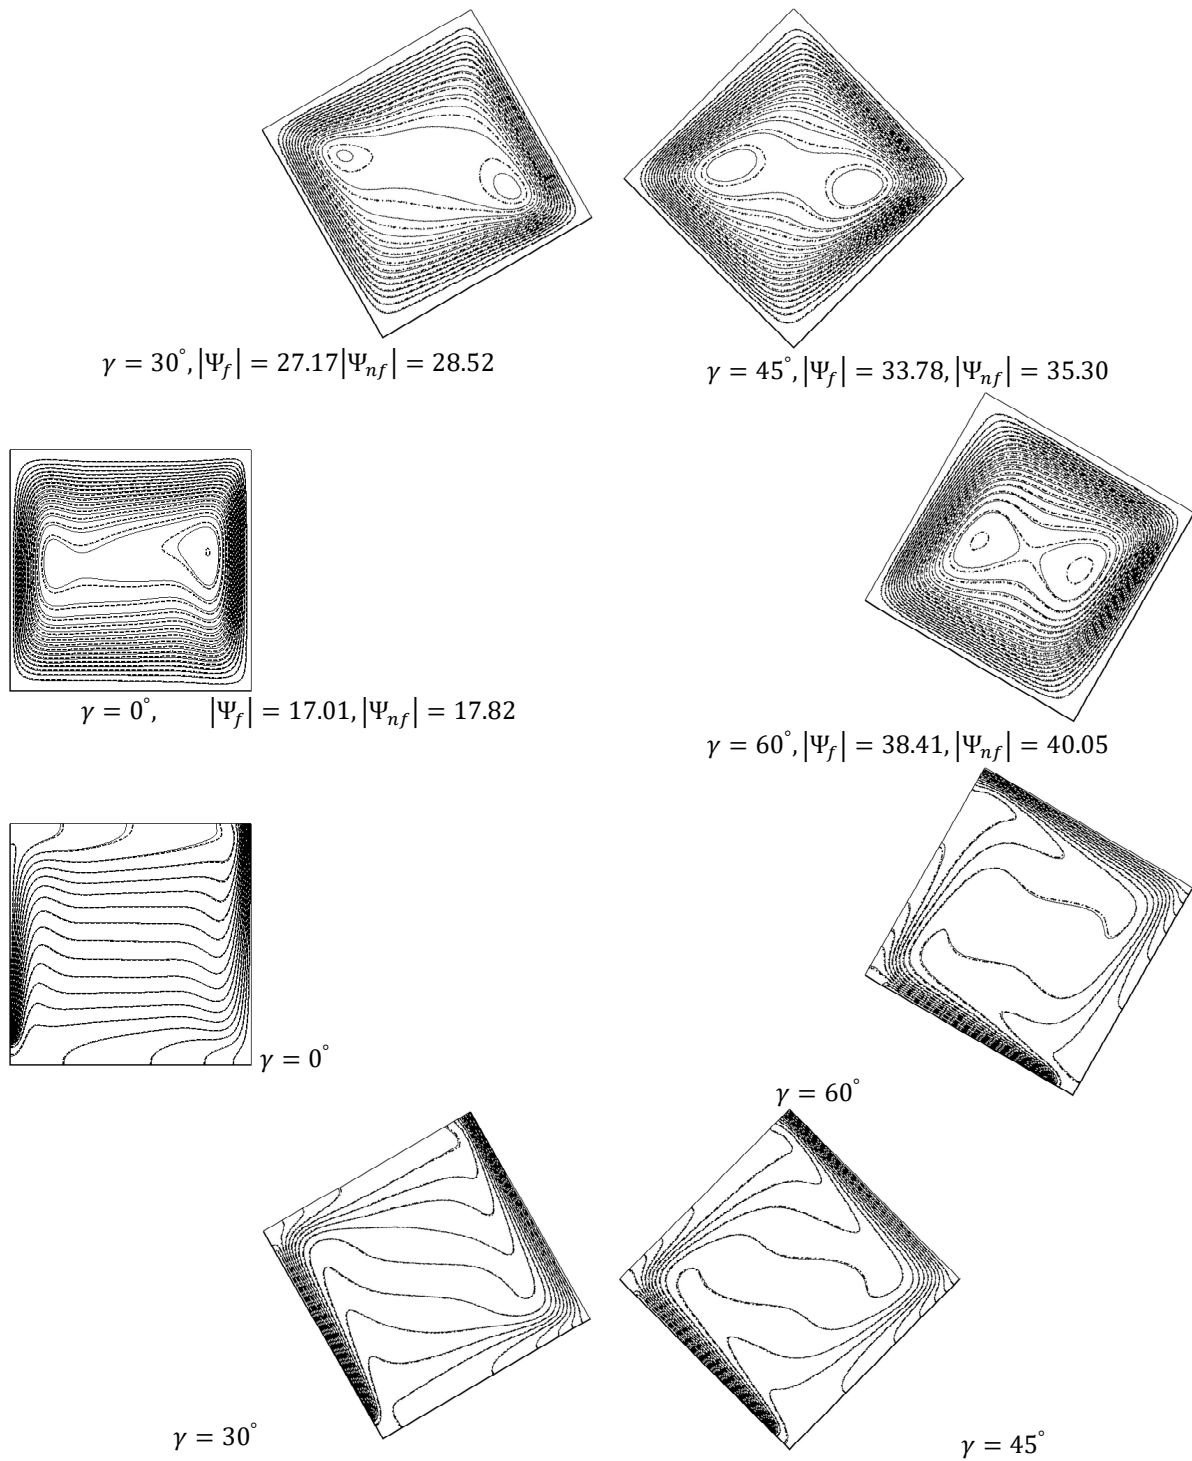 γ = 30°, |Ψ_f| = 27.17|Ψ_nf| = 28.52
γ = 45°, |Ψ_f| = 33.78, |Ψ_nf| = 35.30
γ = 0°, |Ψ_f| = 17.01, |Ψ_nf| = 17.82
γ = 60°, |Ψ_f| = 38.41, |Ψ_nf| = 40.05
γ = 0°
γ = 60°
γ = 30°
γ = 45°